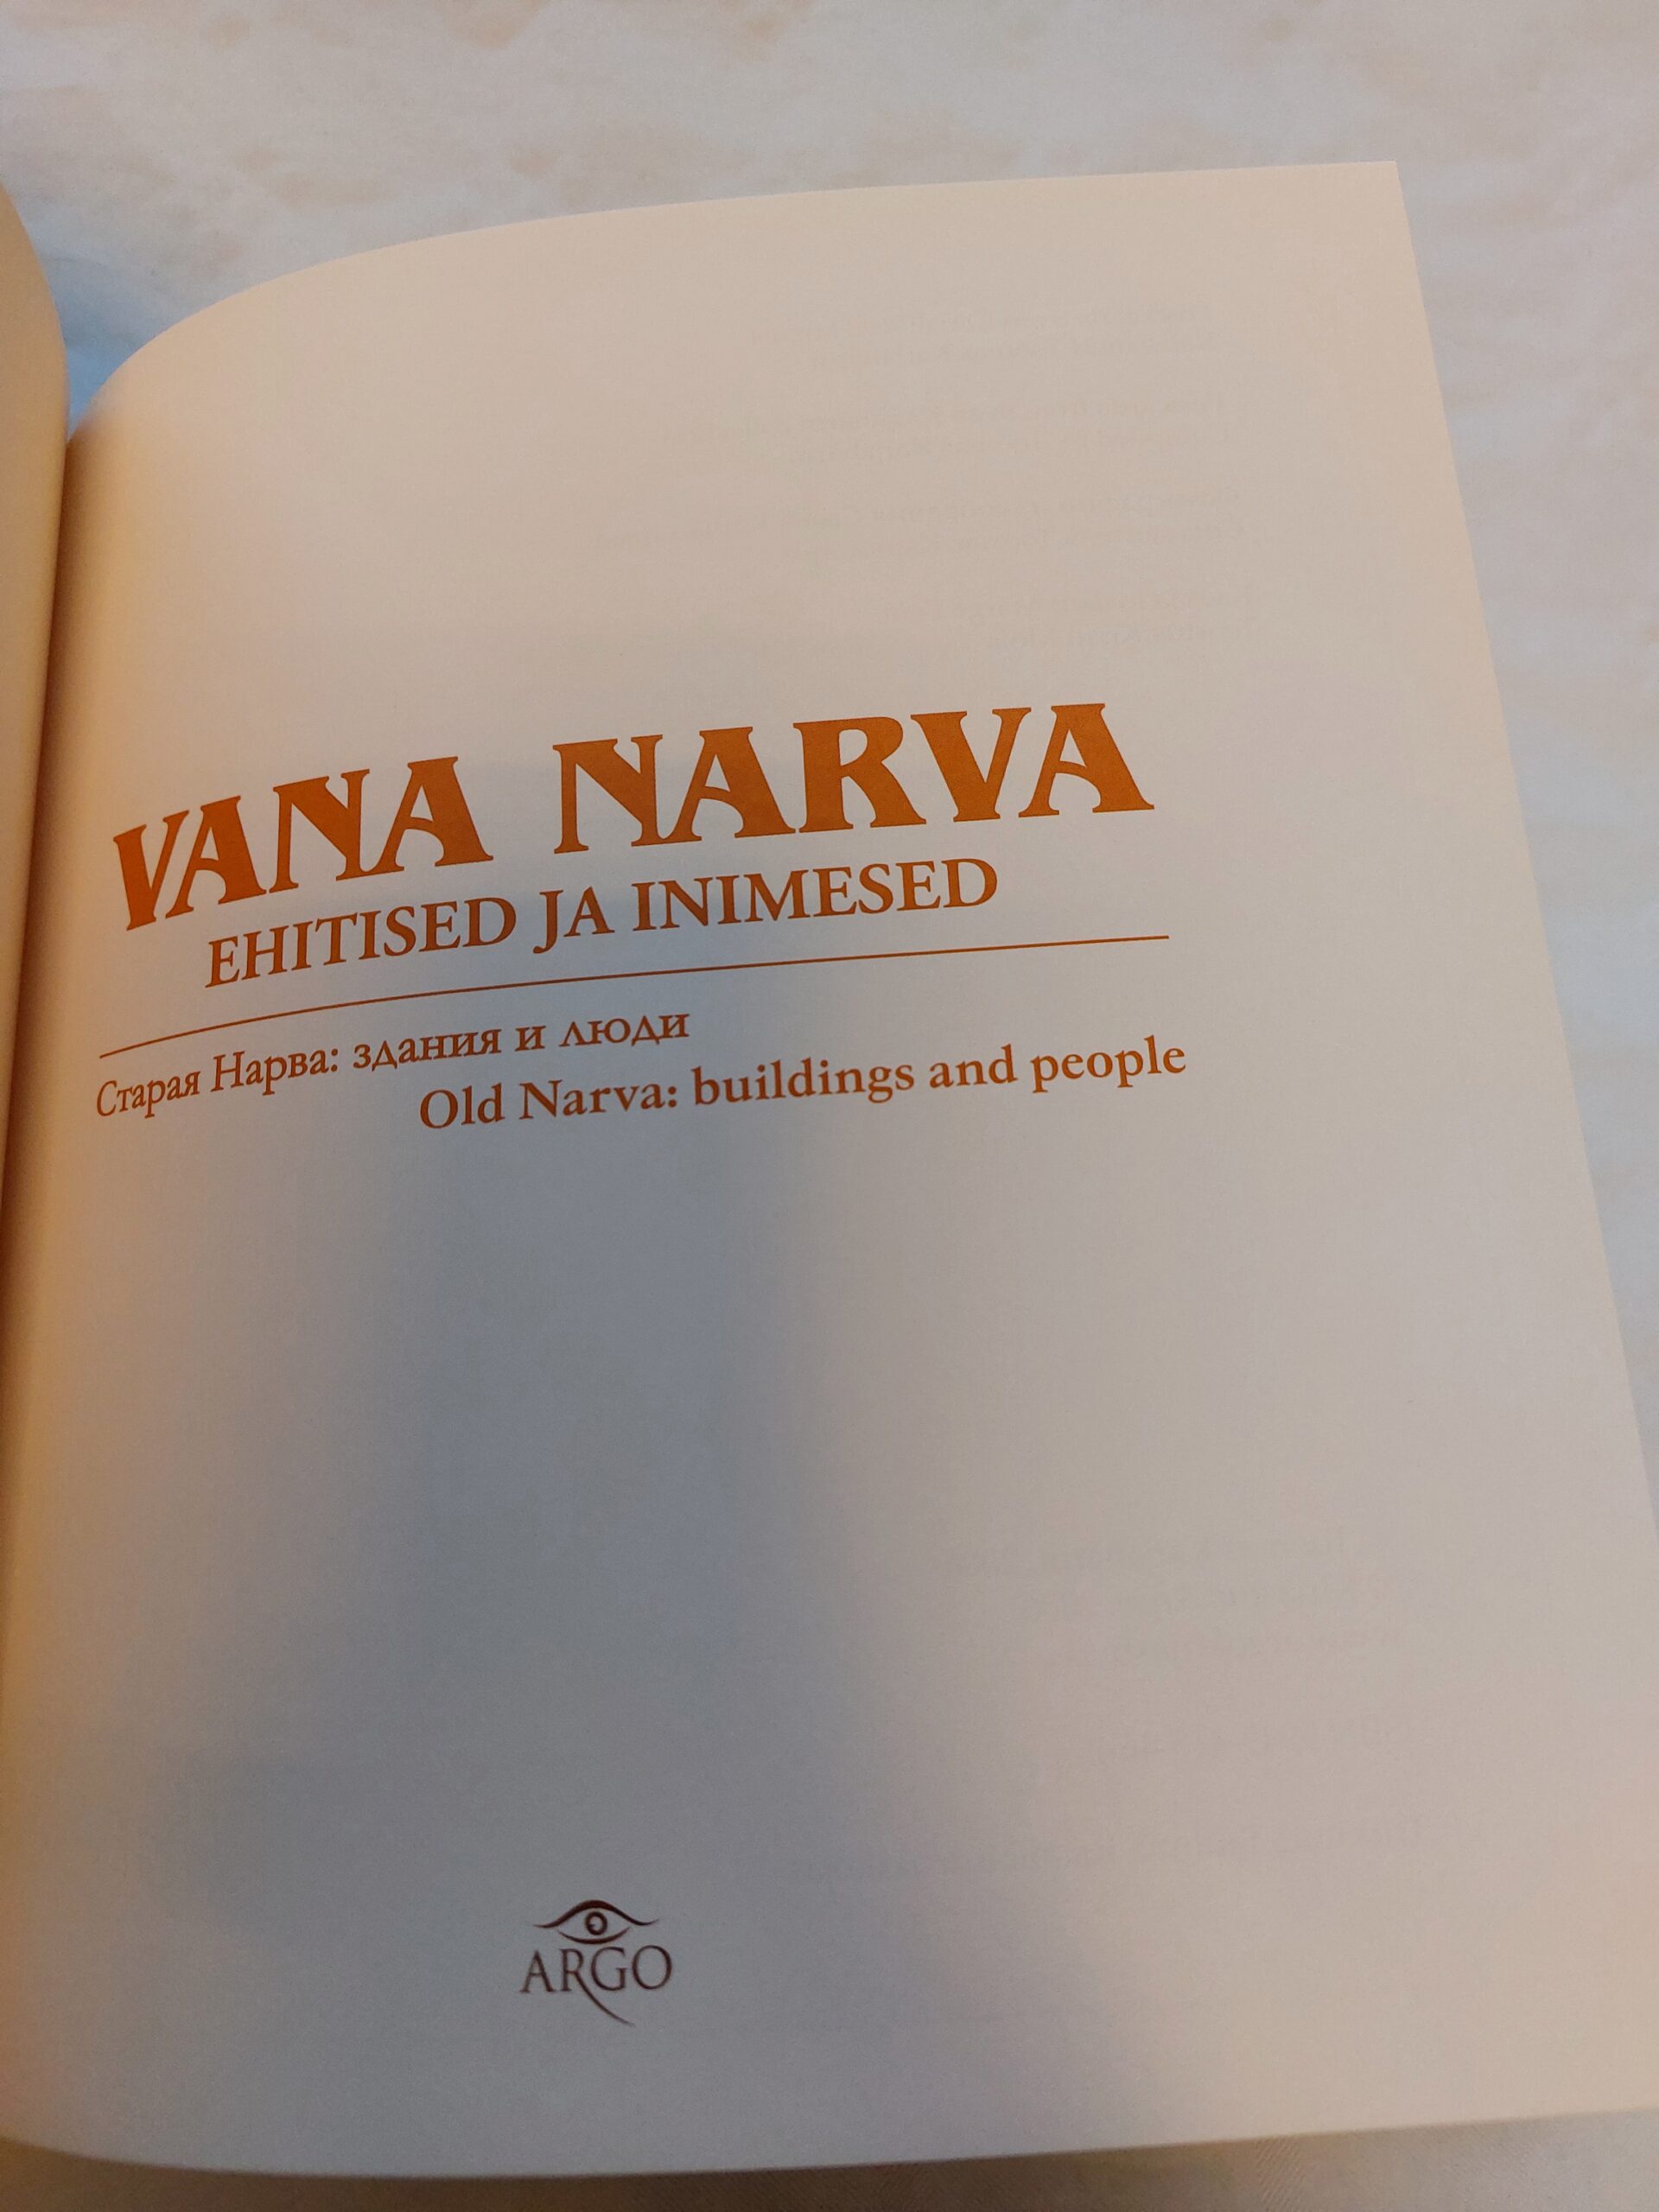 VANA NARVA
EHITISED JA INIMESED
Старая Нарва: здания и люди
Old Narva: buildings and people
ARGO